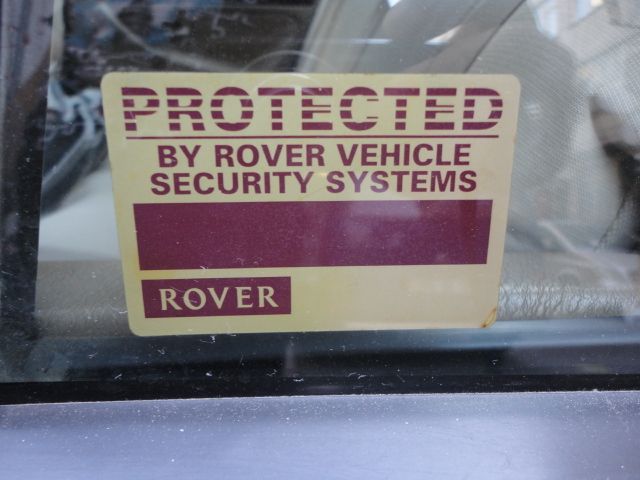 PROTECTED
BY ROVER VEHICLE
SECURITY SYSTEMS
ROVER